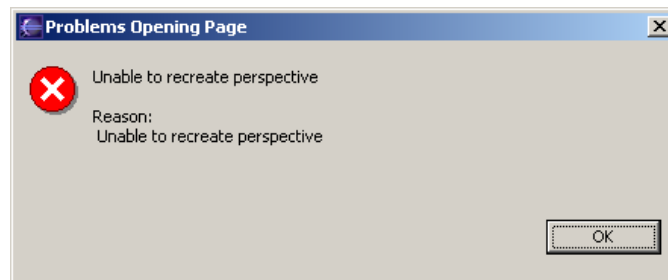 Problems Opening Page
Unable to recreate perspective
Reason:
Unable to recreate perspective
OK